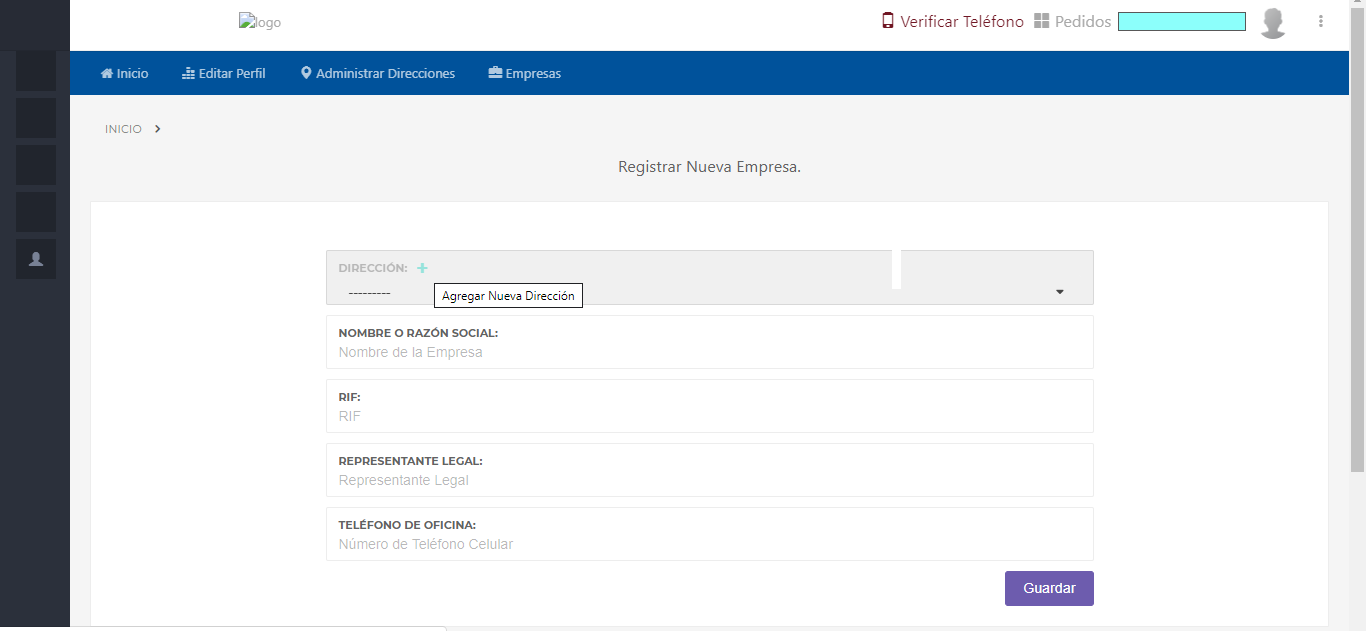 logo
Verificar Teléfono
Pedidos
Inicio
Editar Perfil
Administrar Direcciones
Empresas
INICIO
Registrar Nueva Empresa.
DIRECCIÓN: +
---------
Agregar Nueva Dirección
NOMBRE O RAZÓN SOCIAL:
Nombre de la Empresa
RIF:
RIF
REPRESENTANTE LEGAL:
Representante Legal
TELÉFONO DE OFICINA:
Número de Teléfono Celular
Guardar